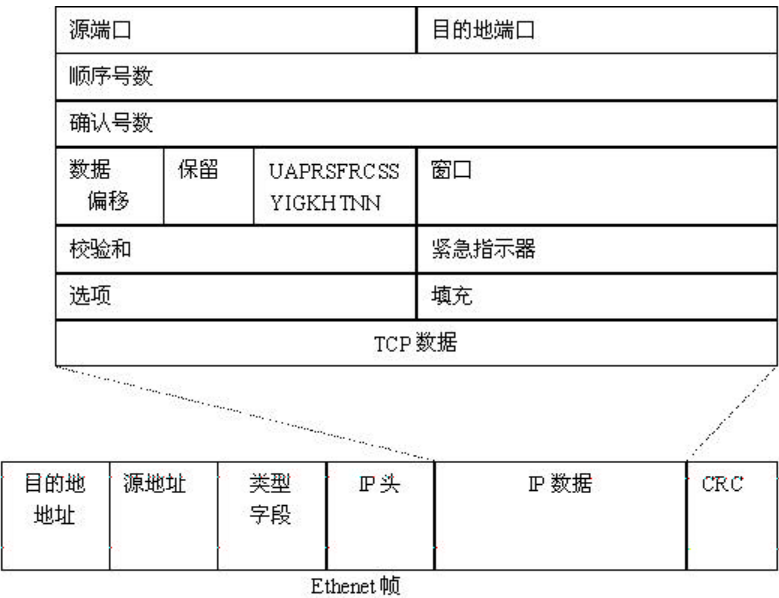 源端口 目的地端口
顺序号数
确认号数
数据 保留 UAPRSFRCSS 窗口
偏移 YIGKHTNN
校验和 紧急指示器
选项 填充
TCP 数据
目的地 源地址 类型 IP 头 IP 数据 CRC
地址 字段
Ethenet 帧